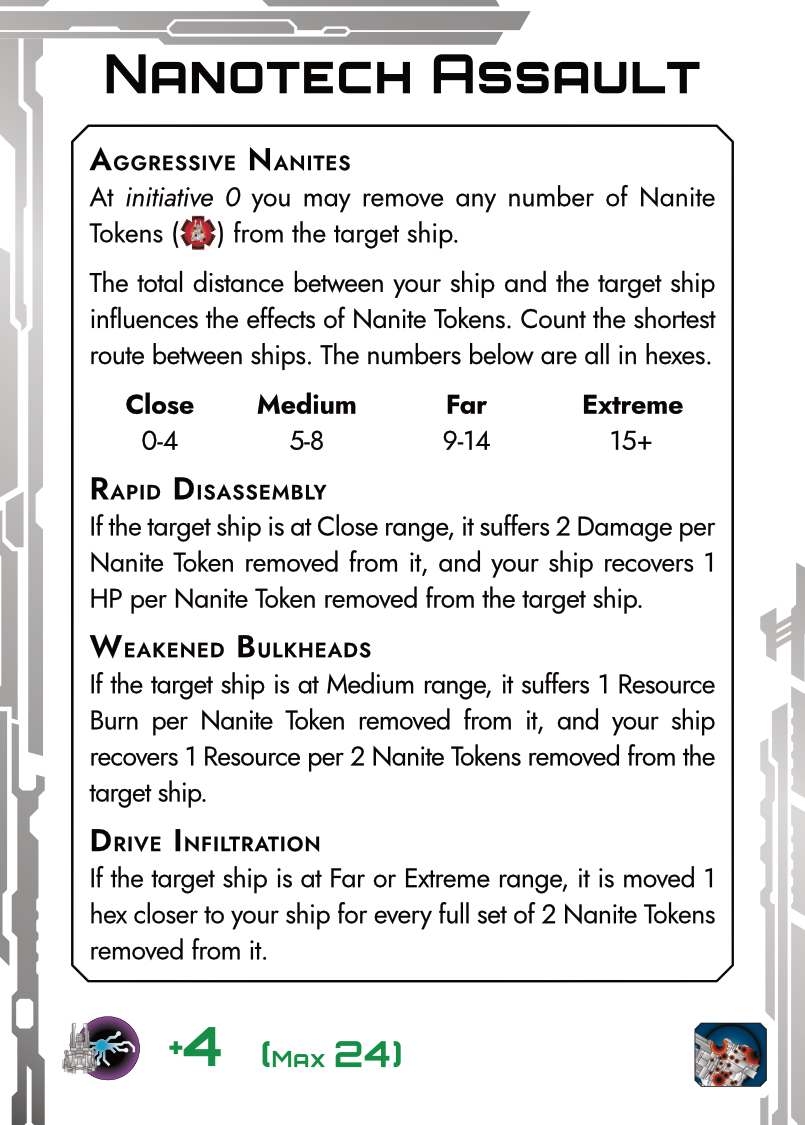 Nanotech Assault
Aggressive Nanites
At initiative 0 you may remove any number of Nanite
Tokens ( ) from the target ship.
The total distance between your ship and the target ship
influences the effects of Nanite Tokens. Count the shortest
route between ships. The numbers below are all in hexes.
Close Medium Far Extreme
0-4 5-8 9-14 15+
Rapid Disassembly
If the target ship is at Close range, it suffers 2 Damage per
Nanite Token removed from it, and your ship recovers 1
HP per Nanite Token removed from the target ship.
Weakened Bulkheads
If the target ship is at Medium range, it suffers 1 Resource
Burn per Nanite Token removed from it, and your ship
recovers 1 Resource per 2 Nanite Tokens removed from the
target ship.
Drive Infiltration
If the target ship is at Far or Extreme range, it is moved 1
hex closer to your ship for every full set of 2 Nanite Tokens
removed from it.
+4 (Max 24)